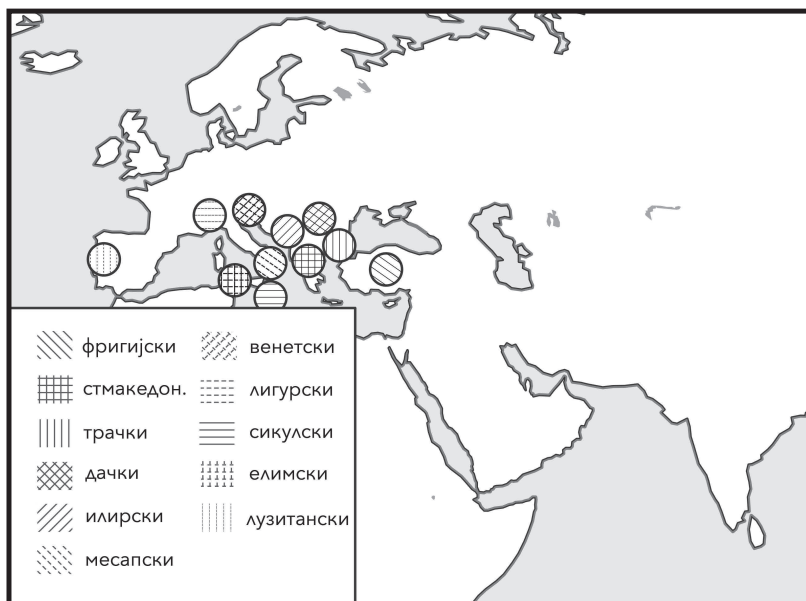 фригијски
стмакедон.
трачки
дачки
илирски
месапски
венетски
лигурски
сикулски
елимски
лузитански